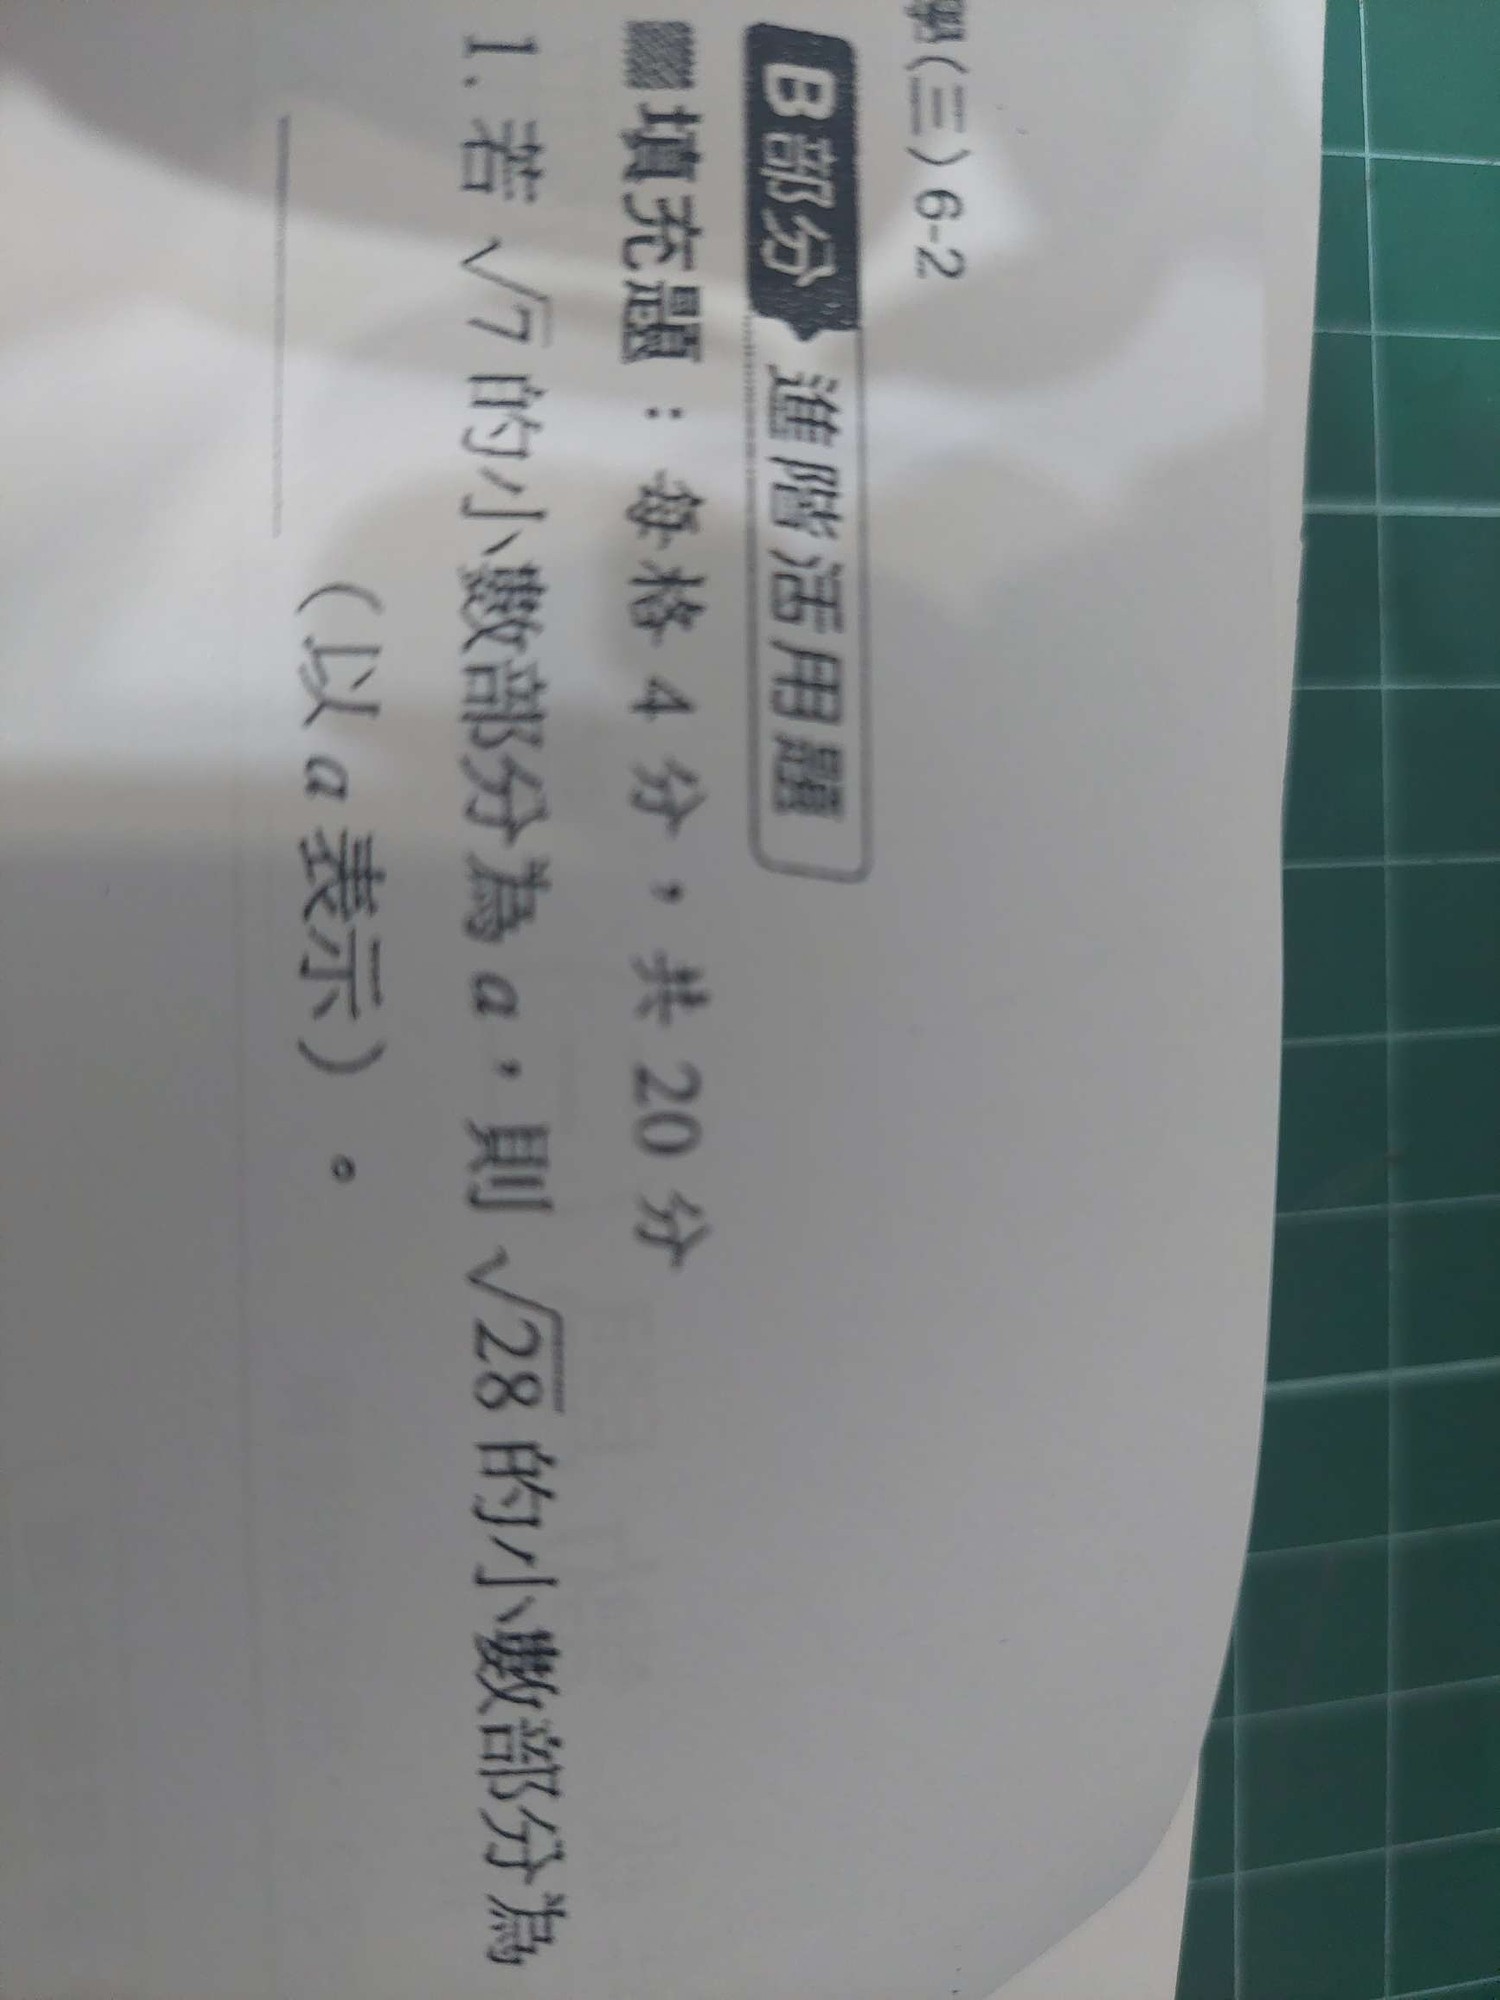 學(三)6-2
B部分 進階活用題
填充題：每格 4 分，共 20 分
1. 若 √7 的小數部分為 a，則 √28 的小數部分為
＿＿＿＿＿（以 a 表示）。